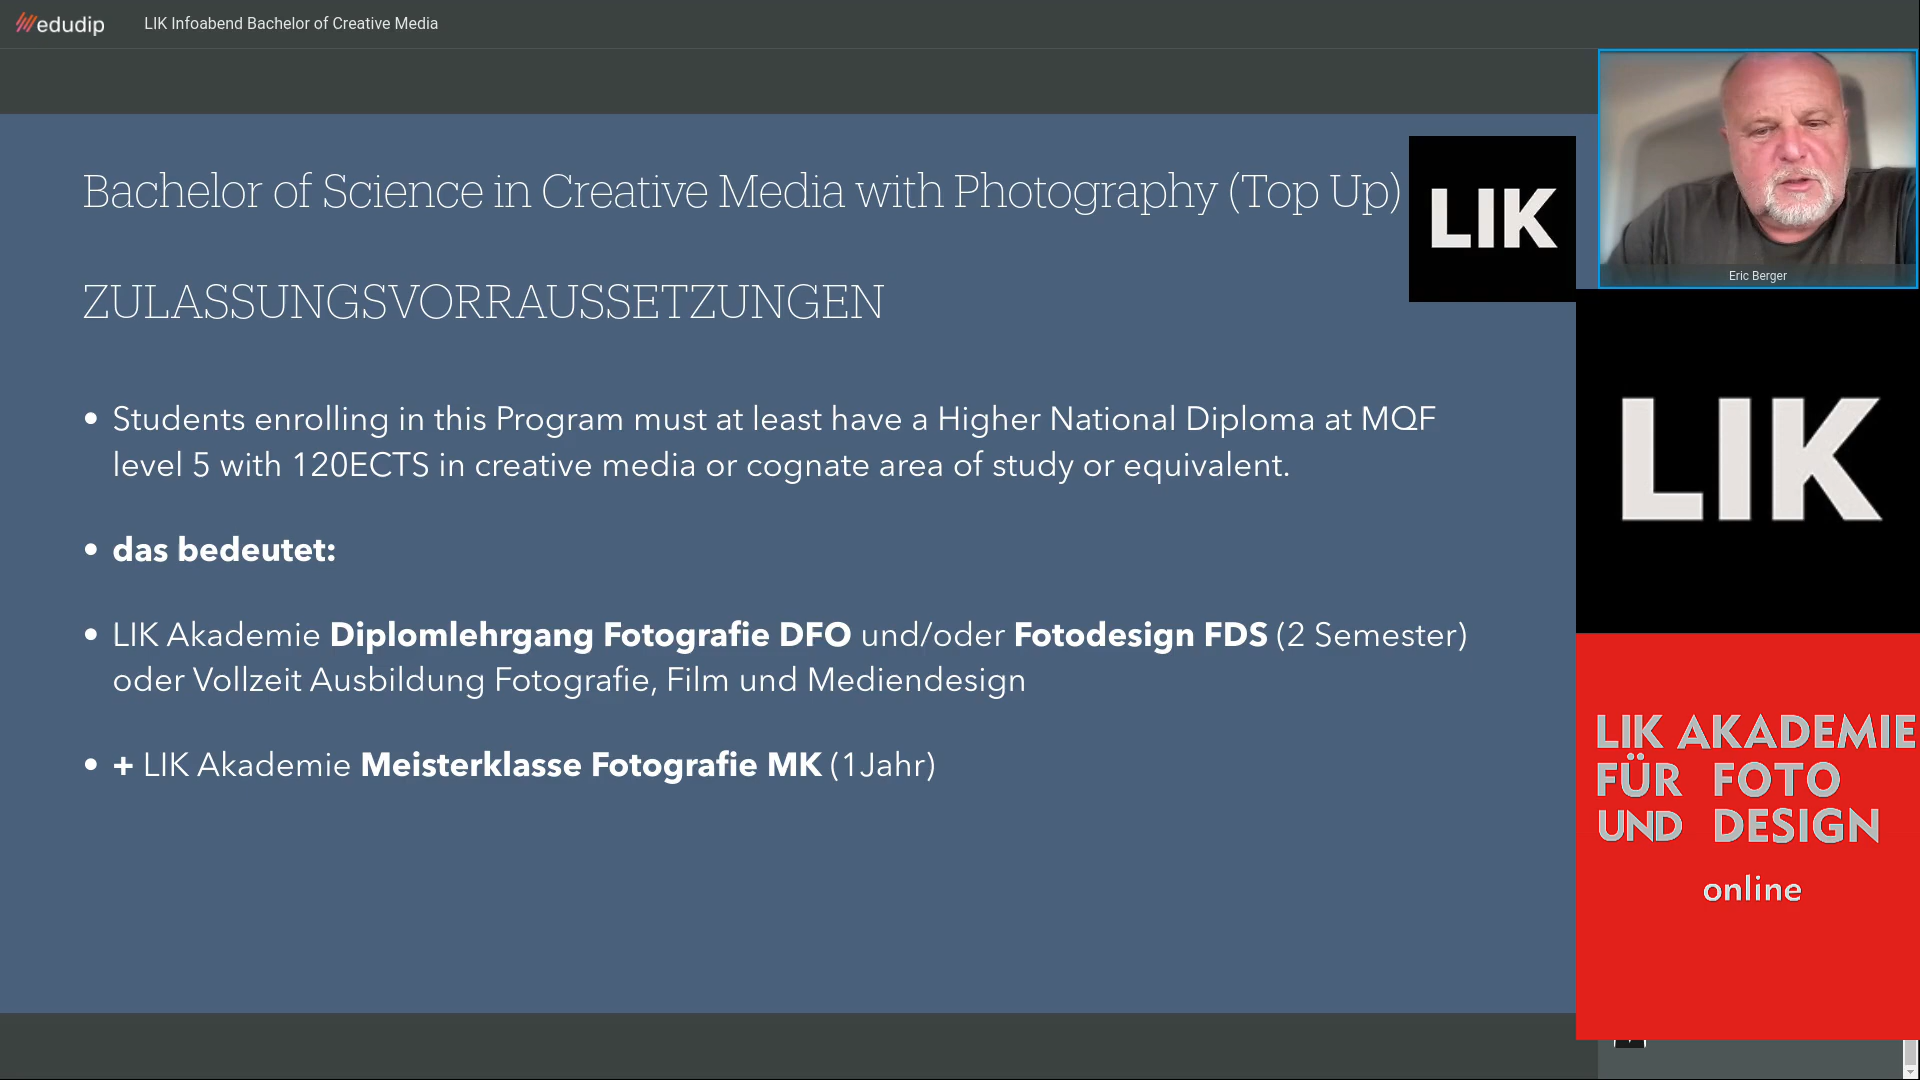 edudip
LIK Infoabend Bachelor of Creative Media
Bachelor of Science in Creative Media with Photography (Top Up)
LIK
Eric Berger
ZULASSUNGSVORRAUSSETZUNGEN
• Students enrolling in this Program must at least have a Higher National Diploma at MQF
level 5 with 120ECTS in creative media or cognate area of study or equivalent.
• das bedeutet:
• LIK Akademie Diplomlehrgang Fotografie DFO und/oder Fotodesign FDS (2 Semester)
oder Vollzeit Ausbildung Fotografie, Film und Mediendesign
• + LIK Akademie Meisterklasse Fotografie MK (1Jahr)
LIK
LIK AKADEMIE
FÜR FOTO
UND DESIGN
online